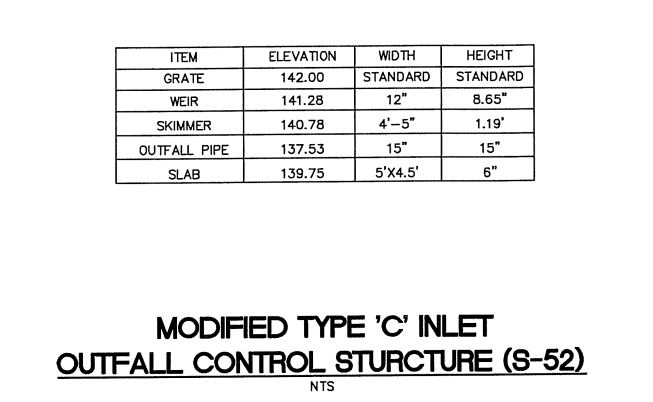 ITEM ELEVATION WIDTH HEIGHT
GRATE 142.00 STANDARD STANDARD
WEIR 141.28 12" 8.65"
SKIMMER 140.78 4'-5" 1.19'
OUTFALL PIPE 137.53 15" 15"
SLAB 139.75 5'X4.5' 6"
MODIFIED TYPE 'C' INLET
OUTFALL CONTROL STURCTURE (S-52)
NTS